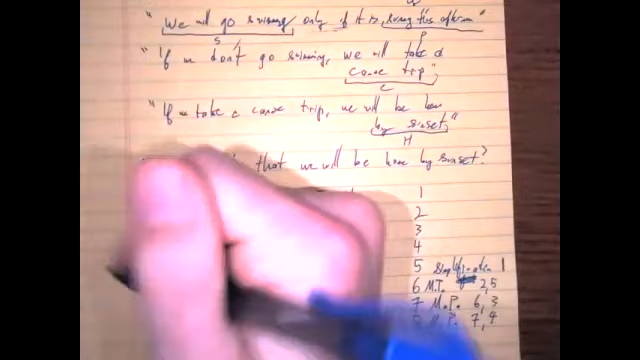 "We will go swimming only if it is sunny this afternoon"
S P
"If we don't go swimming, we will take a
canoe trip",
C
"If we take a canoe trip, we will be home
by sunset,"
H
that we will be home by sunset?
1
2
3
4
5 Simplification 1
6 M.T. 2,5
7 M.P. 6,3
M.P. 7,4